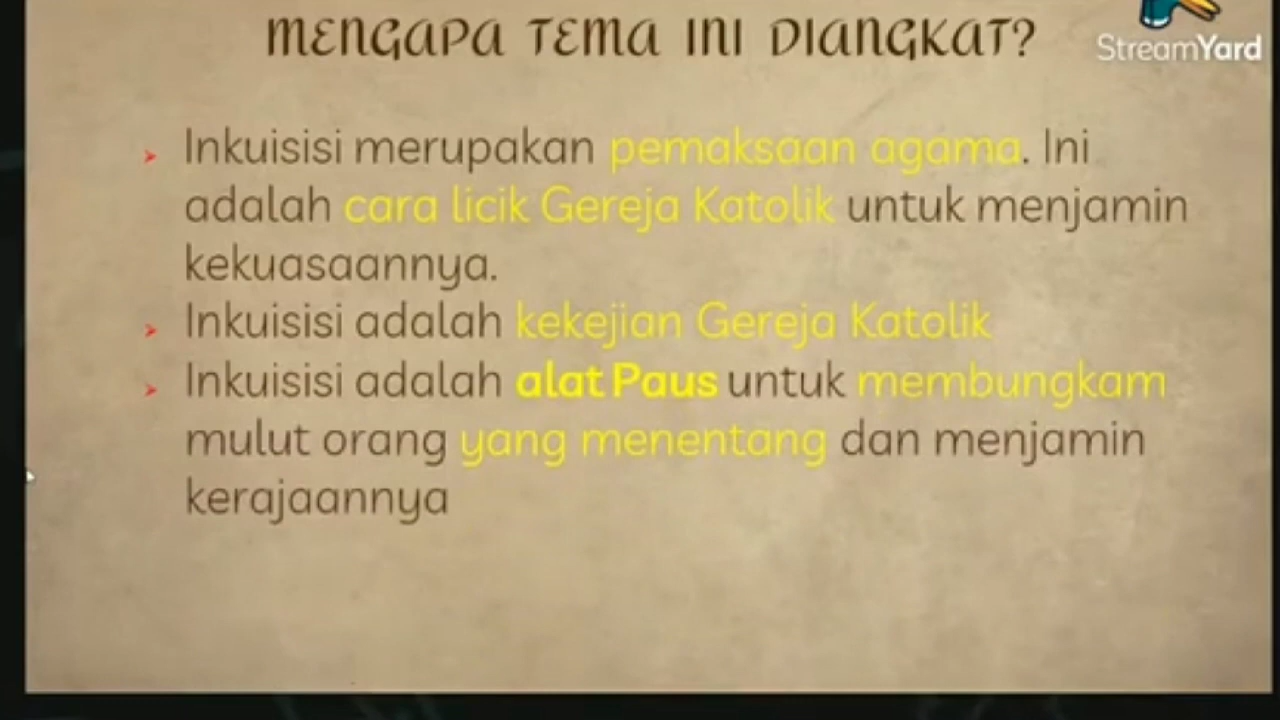 MENGAPA TEMA INI DIANGKAT?
StreamYard
Inkuisisi merupakan pemaksaan agama. Ini
adalah cara licik Gereja Katolik untuk menjamin
kekuasaannya.
Inkuisisi adalah kekejian Gereja Katolik
Inkuisisi adalah alat Paus untuk membungkam
mulut orang yang menentang dan menjamin
kerajaannya